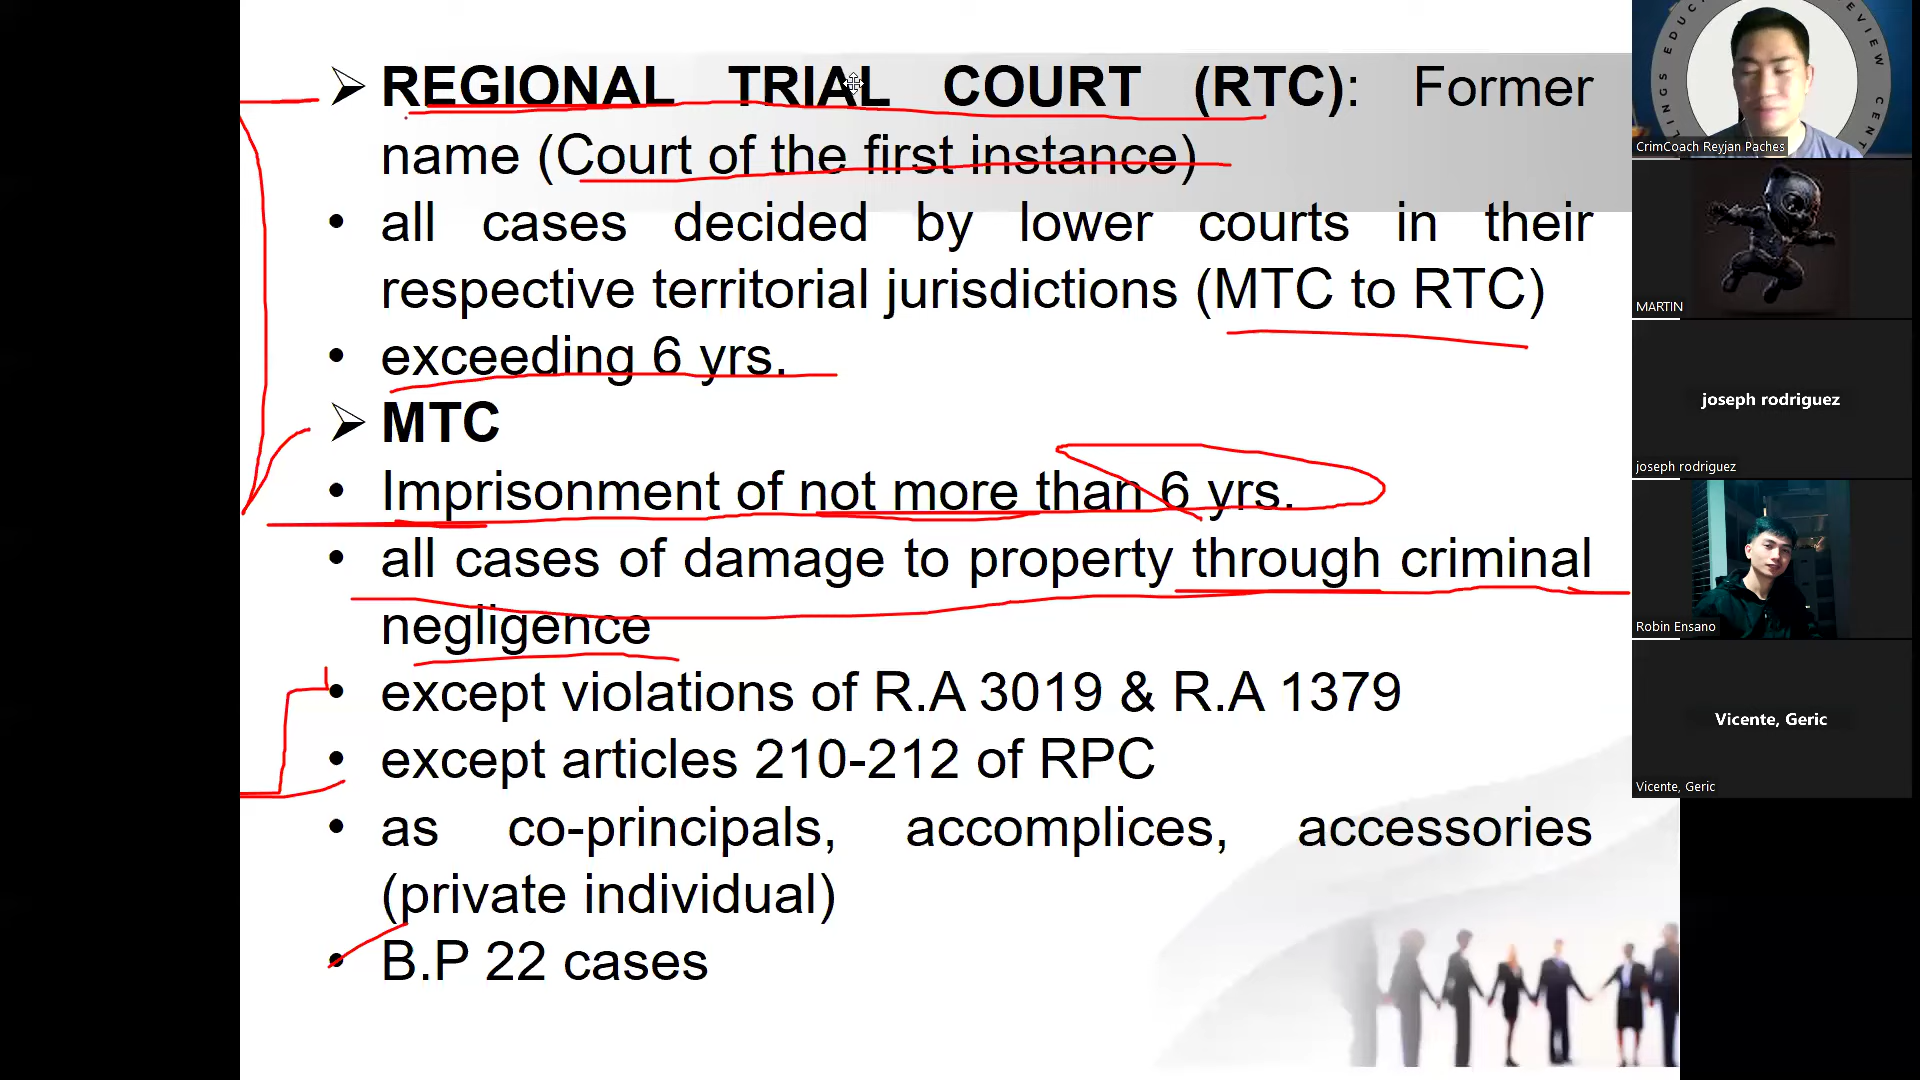 ➢ REGIONAL TRIAL COURT (RTC): Former
name (Court of the first instance)
• all cases decided by lower courts in their
respective territorial jurisdictions (MTC to RTC)
• exceeding 6 yrs.
➢ MTC
• Imprisonment of not more than 6 yrs.
• all cases of damage to property through criminal
negligence
• except violations of R.A 3019 & R.A 1379
• except articles 210-212 of RPC
• as co-principals, accomplices, accessories
(private individual)
• B.P 22 cases
CrimCoach Reyjan Paches
MARTIN
joseph rodriguez
joseph rodriguez
Robin Ensano
Vicente, Geric
Vicente, Geric